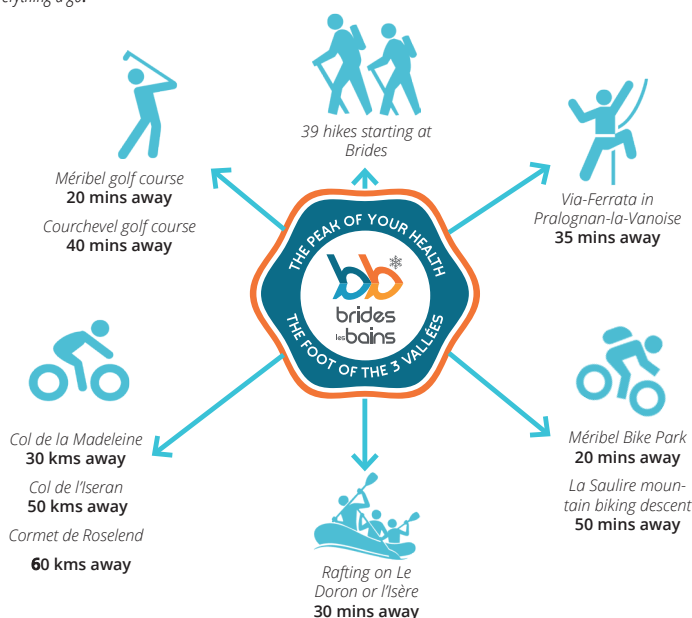 39 hikes starting at
Brides
Méribel golf course
20 mins away
Courchevel golf course
40 mins away
Via-Ferrata in
Pralognan-la-Vanoise
35 mins away
THE PEAK OF YOUR HEALTH
bb
brides
les bains
THE FOOT OF THE 3 VALLÉES
Col de la Madeleine
30 kms away
Col de l'Iseran
50 kms away
Cormet de Roselend
60 kms away
Méribel Bike Park
20 mins away
La Saulire moun-
tain biking descent
50 mins away
Rafting on Le
Doron or l'Isère
30 mins away